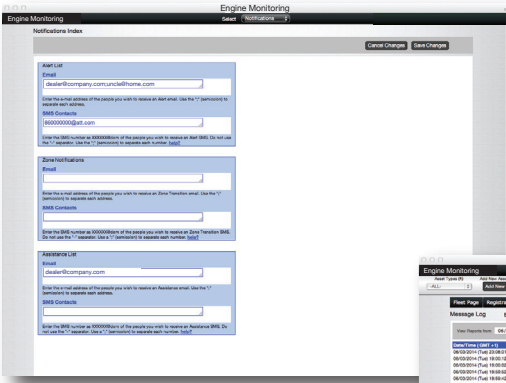 Engine Monitoring
Engine Monitoring
Select Notifications
Notifications Index
Cancel Changes Save Changes
Alert List
Email
dealer@company.com;uncle@home.com
Enter the e-mail address of the people you wish to receive an Alert email. Use the ";" (semicolon) to
separate each address.
SMS Contacts
@att.com
Enter the SMS number as of the people you wish to receive an Alert SMS. Do not use
the "-" separator. Use the ";" (semicolon) to separate each number. help?
Zone Notifications
Email
Enter the e-mail address of the people you wish to receive an Zone Transition email. Use the ";"
(semicolon) to separate each address.
SMS Contacts
Enter the SMS number as of the people you wish to receive an Zone Transition SMS.
Do not use the "-" separator. Use a ";" (semicolon) to separate each number. help?
Assistance List
Email
dealer@company.com
Enter the e-mail address of the people you wish to receive an Assistance email. Use the ";"
(semicolon) to separate each address.
SMS Contacts
Enter the SMS number as of the people you wish to receive an Assistance SMS. Do
not use the "-" separator. Use a ";" (semicolon) to separate each number. help?
Engine Monitoring
Asset Types Add New
-ALL- Add New
Fleet Page
Message Log
View Reports from
Date/Time (GMT +1)